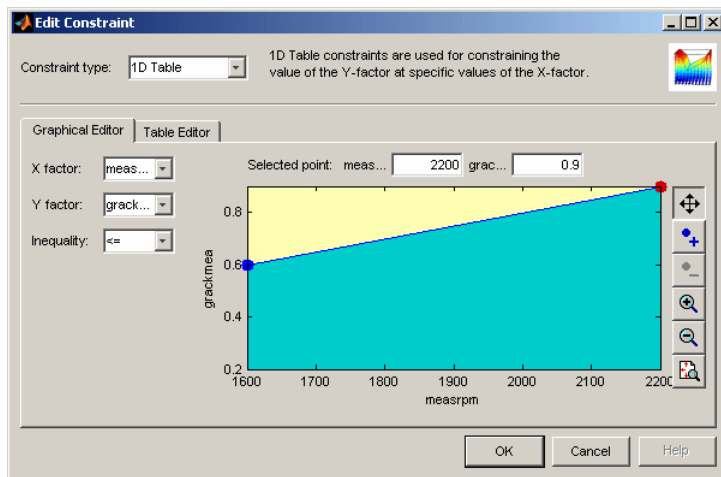 Edit Constraint
Constraint type: 1D Table
1D Table constraints are used for constraining the
value of the Y-factor at specific values of the X-factor.
Graphical Editor Table Editor
X factor: meas...
Y factor: grack...
Inequality: <=
Selected point: meas... 2200 grac... 0.9
0.8
0.6
0.4
0.2
grackmea
1600 1700 1800 1900 2000 2100 2200
measrpm
OK Cancel Help